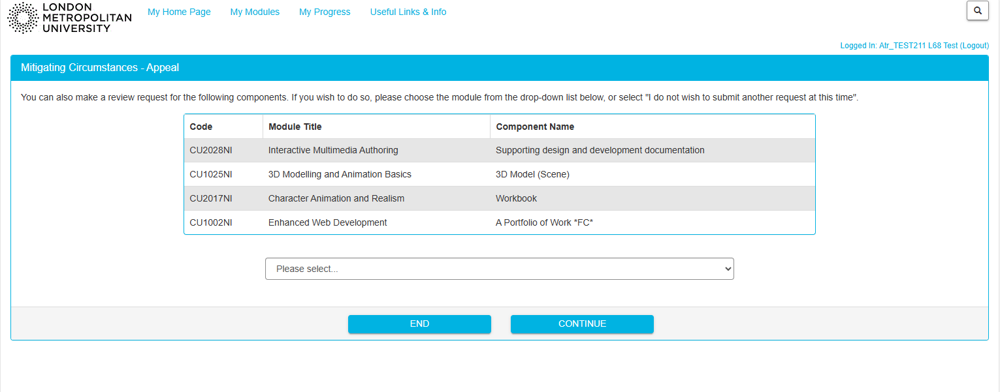 LONDON
METROPOLITAN
UNIVERSITY
My Home Page My Modules My Progress Useful Links & Info
Logged In: Atr_TEST211 L68 Test (Logout)
Mitigating Circumstances - Appeal
You can also make a review request for the following components. If you wish to do so, please choose the module from the drop-down list below, or select "I do not wish to submit another request at this time".
Code Module Title Component Name
CU2028NI Interactive Multimedia Authoring Supporting design and development documentation
CU1025NI 3D Modelling and Animation Basics 3D Model (Scene)
CU2017NI Character Animation and Realism Workbook
CU1002NI Enhanced Web Development A Portfolio of Work *FC*
Please select...
END CONTINUE